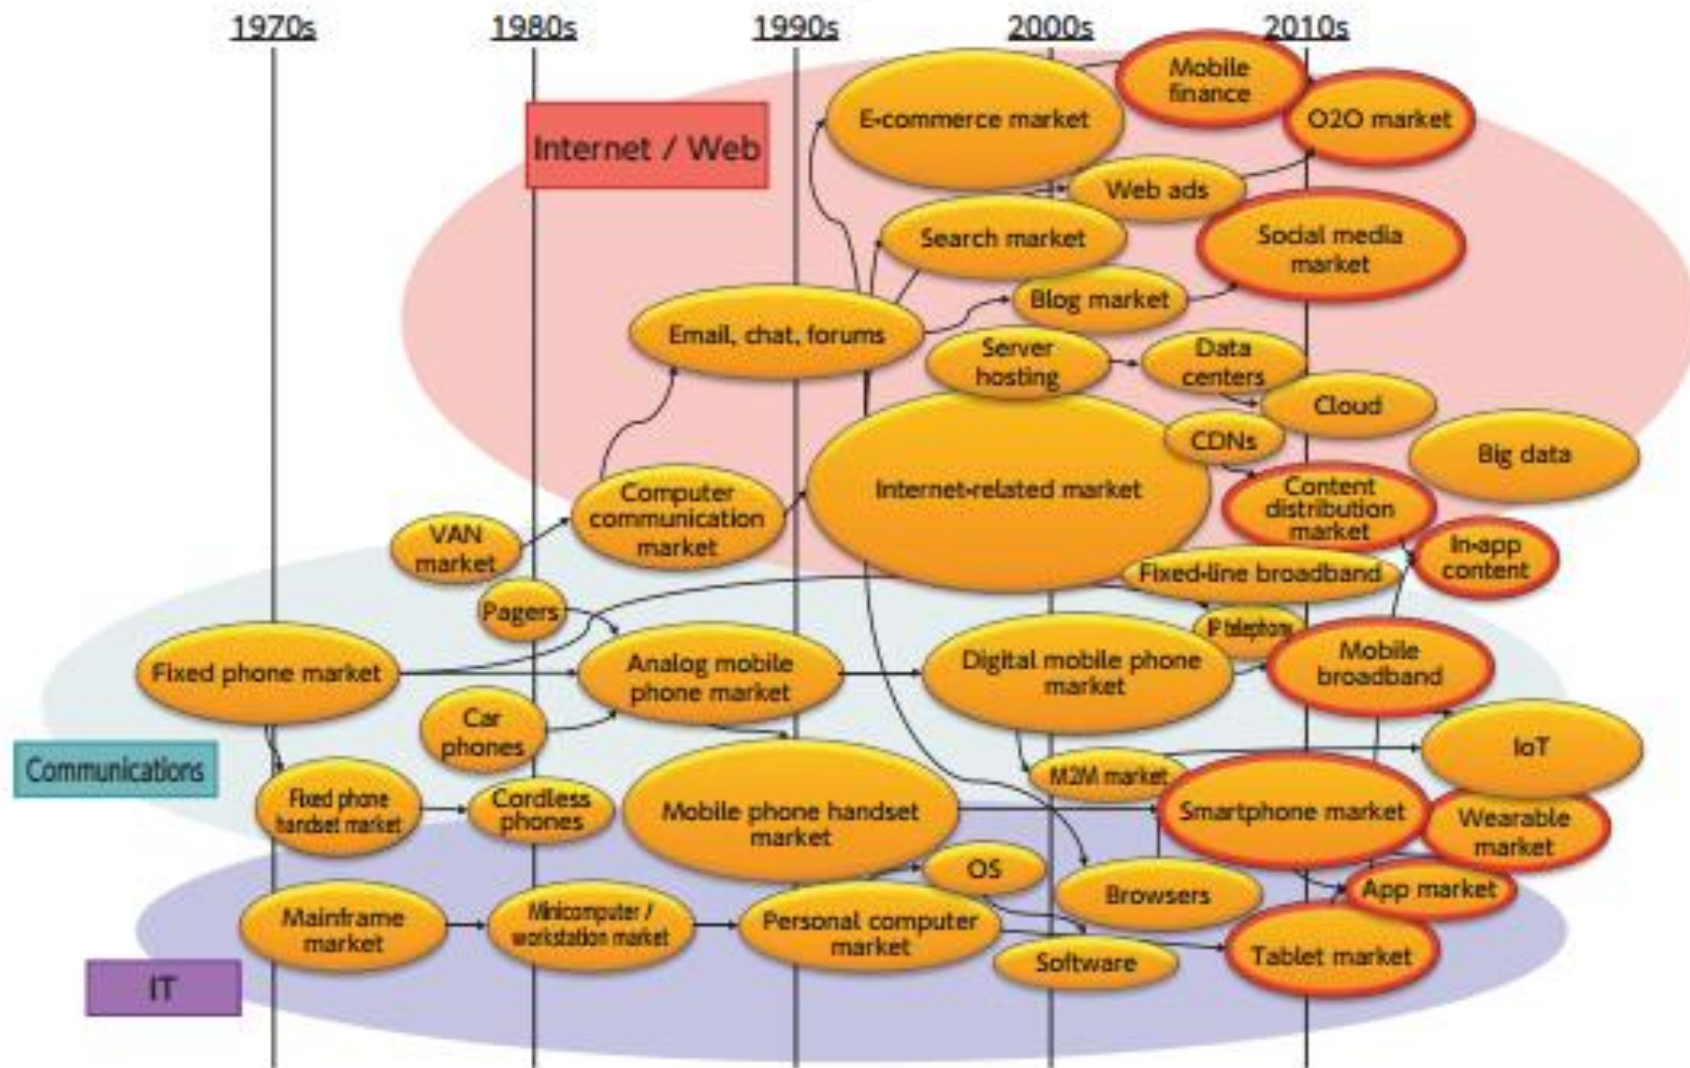 1970s
1980s
1990s
2000s
2010s
Mobile
finance
E-commerce market
O2O market
Internet / Web
Web ads
Search market
Social media
market
Blog market
Email, chat, forums
Server
hosting
Data
centers
Cloud
CDNs
Big data
Internet-related market
Content
distribution
market
Computer
communication
market
VAN
market
In-app
content
Fixed-line broadband
Pagers
IP telephony
Fixed phone market
Analog mobile
phone market
Digital mobile phone
market
Mobile
broadband
Car
phones
IoT
Communications
M2M market
Fixed phone
handset market
Cordless
phones
Mobile phone handset
market
Smartphone market
Wearable
market
OS
Browsers
App market
Mainframe
market
Minicomputer /
workstation market
Personal computer
market
Software
Tablet market
IT